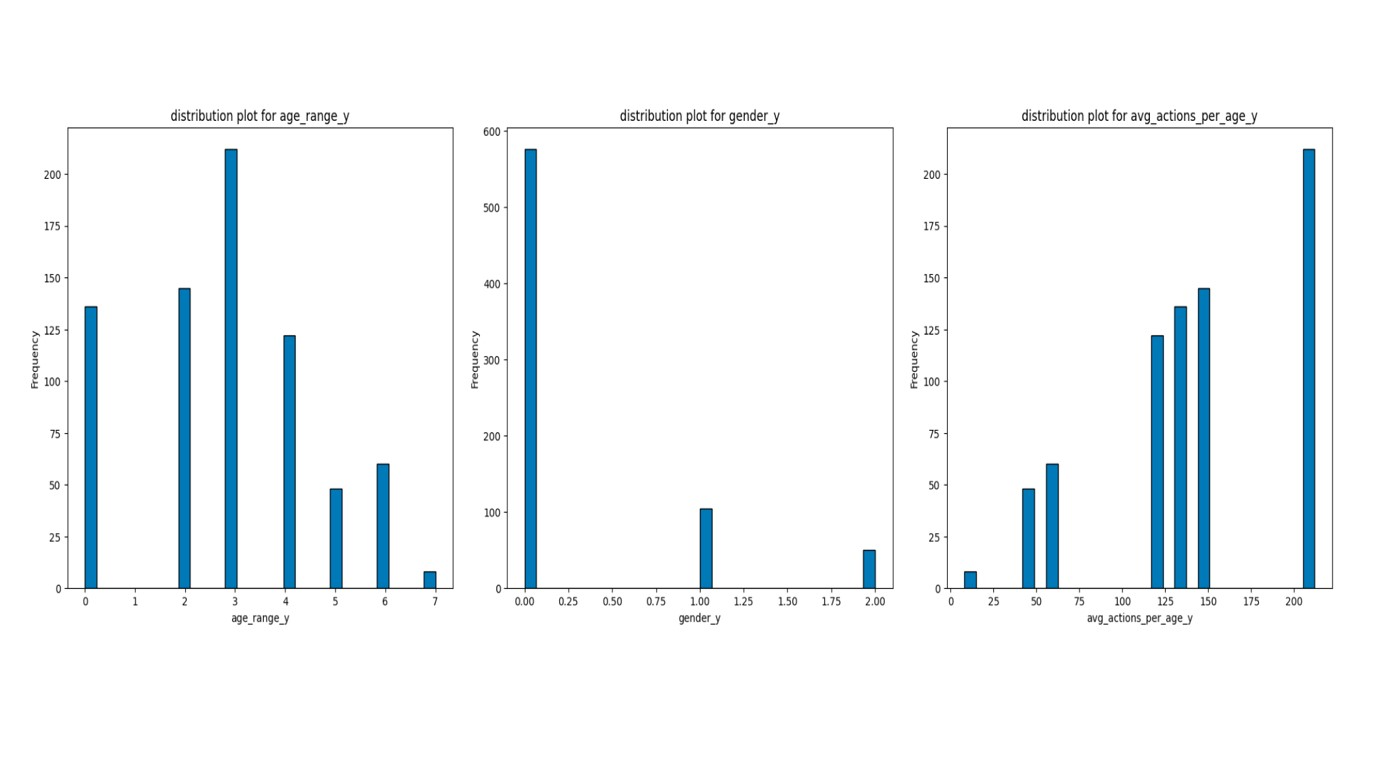 distribution plot for age_range_y
200
175
150
125
100
75
50
25
0
Frequency
0 1 2 3 4 5 6 7
age_range_y
distribution plot for gender_y
600
500
400
300
200
100
0
Frequency
0.00 0.25 0.50 0.75 1.00 1.25 1.50 1.75 2.00
gender_y
distribution plot for avg_actions_per_age_y
200
175
150
125
100
75
50
25
0
Frequency
0 25 50 75 100 125 150 175 200
avg_actions_per_age_y